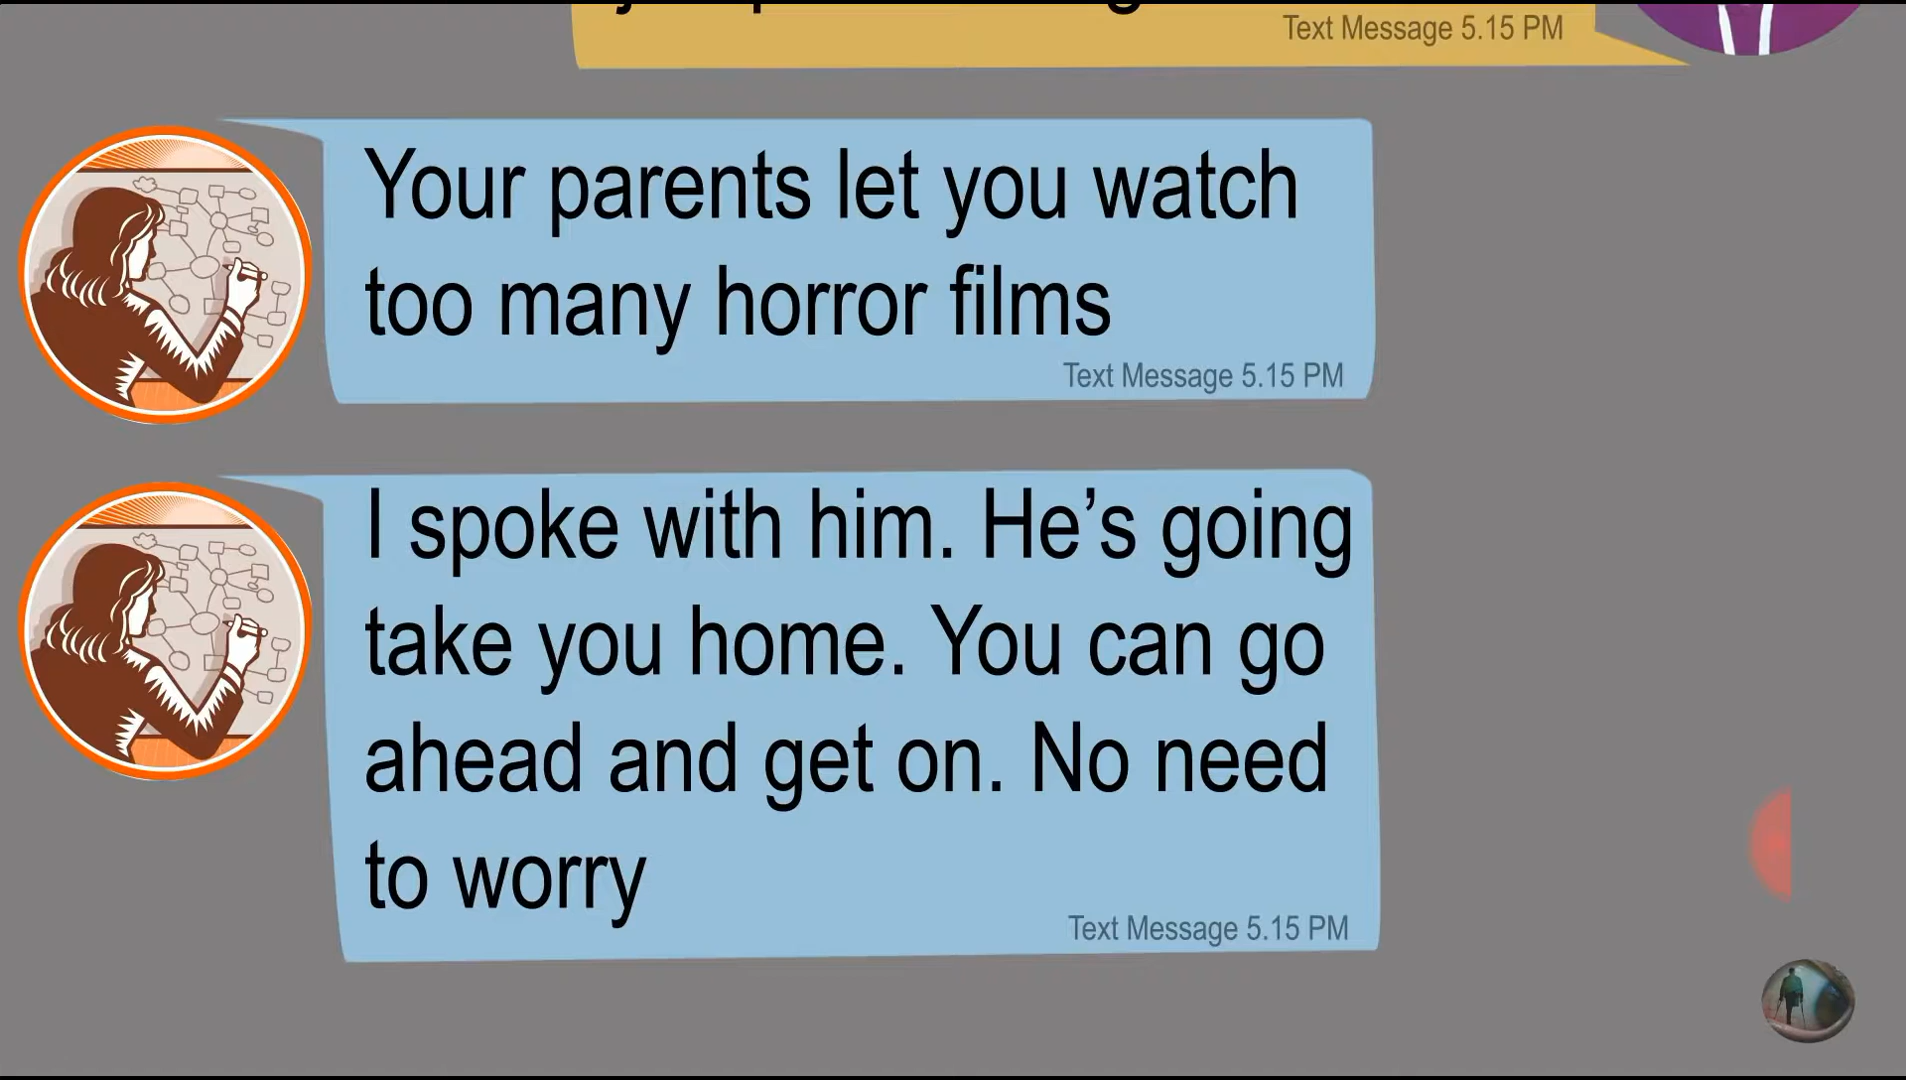 Text Message 5.15 PM
Your parents let you watch
too many horror films
Text Message 5.15 PM
I spoke with him. He’s going
take you home. You can go
ahead and get on. No need
to worry
Text Message 5.15 PM